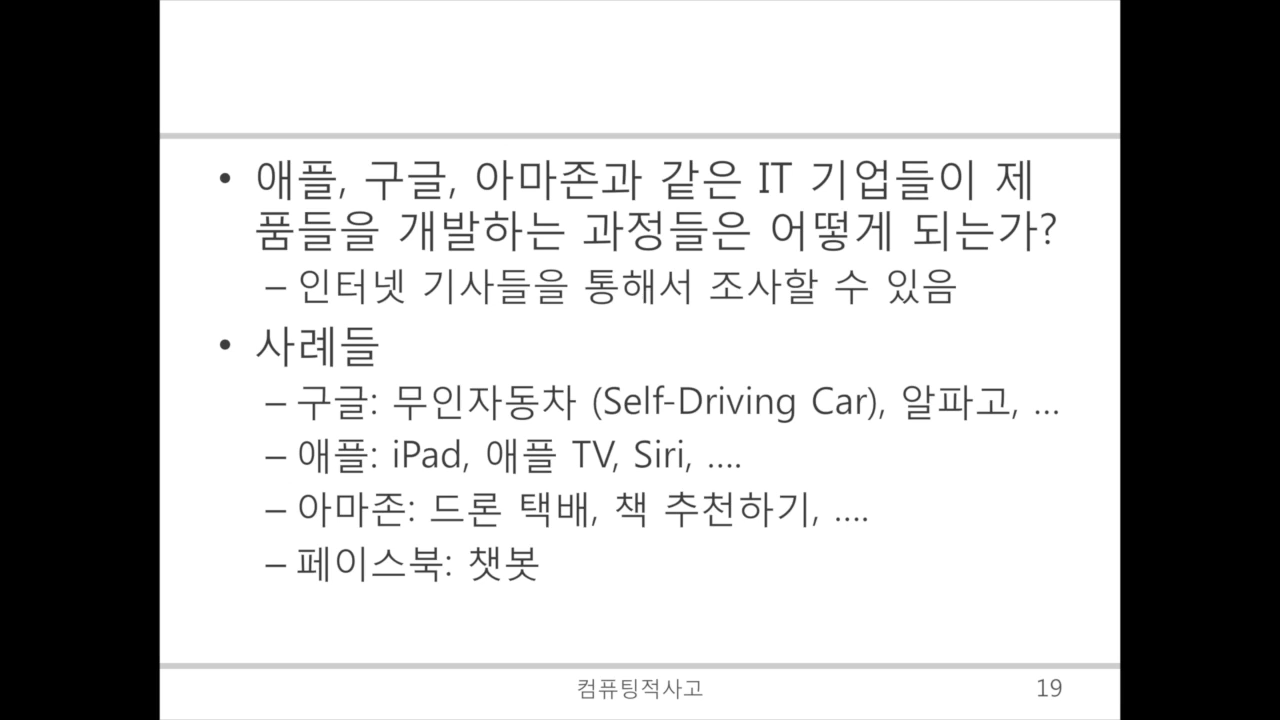 • 애플, 구글, 아마존과 같은 IT 기업들이 제
품들을 개발하는 과정들은 어떻게 되는가?
– 인터넷 기사들을 통해서 조사할 수 있음
• 사례들
– 구글: 무인자동차 (Self-Driving Car), 알파고, ...
– 애플: iPad, 애플 TV, Siri, ....
– 아마존: 드론 택배, 책 추천하기, ....
– 페이스북: 챗봇
컴퓨팅적사고
19